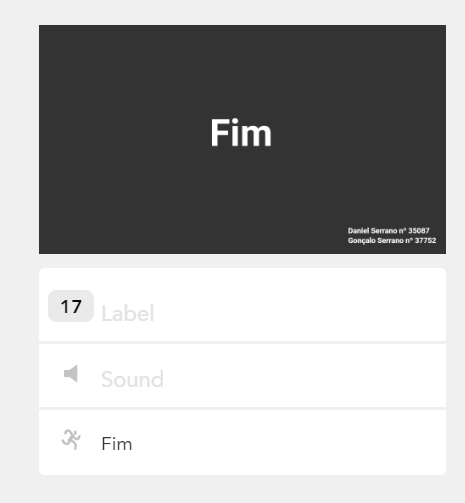 Fim
Daniel Serrano nº 35087
Gonçalo Serrano nº 37752
17 Label
Sound
Fim